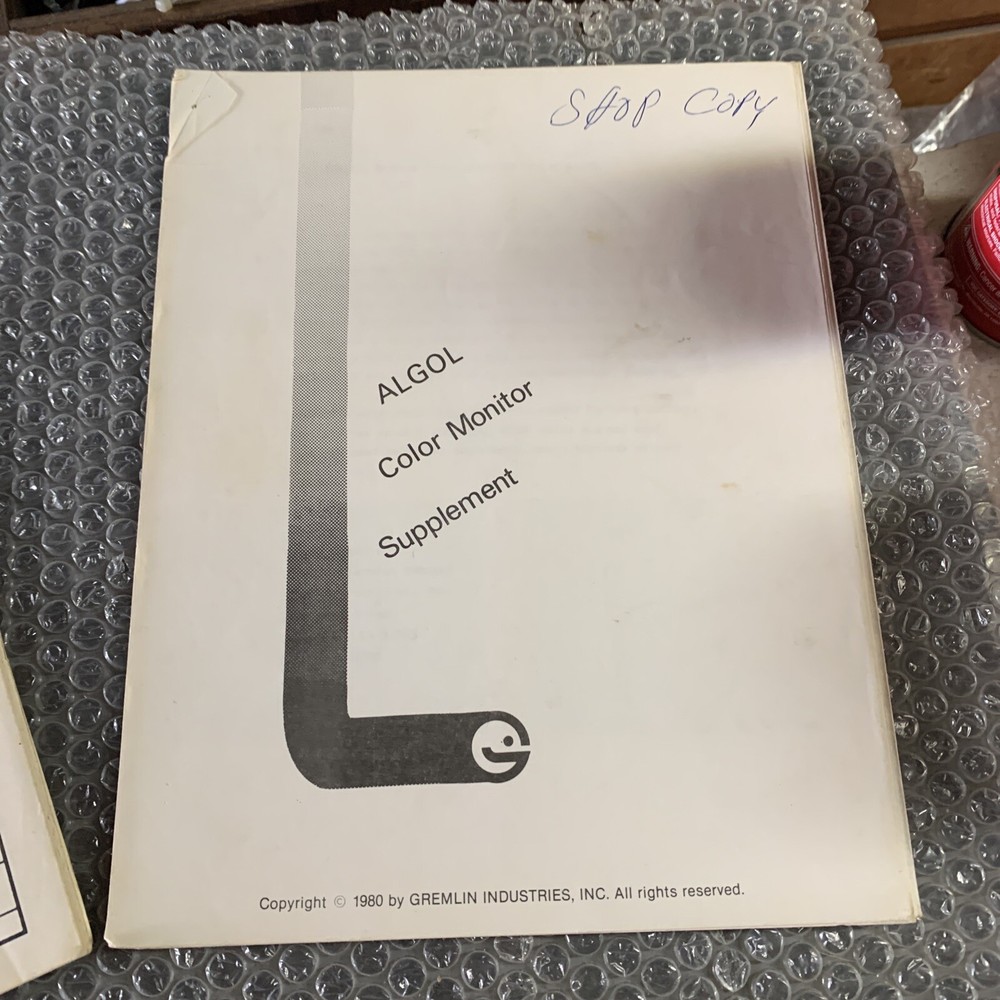 Shop Copy
ALGOL
Color Monitor
Supplement
Copyright © 1980 by GREMLIN INDUSTRIES, INC. All rights reserved.